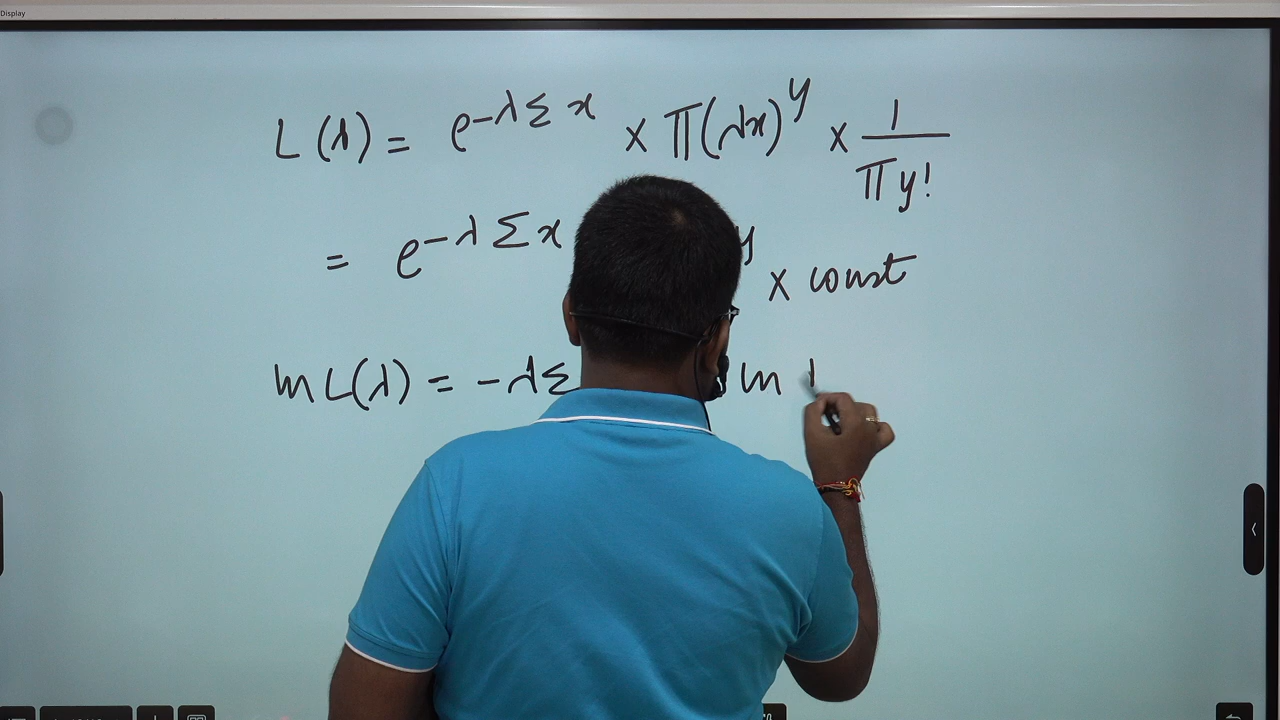 Display
L(λ) = e^{-λΣx} × Π(λx)^y × 1/Πy!
= e^{-λΣx} y × const
ln L(λ) = -λΣ ln